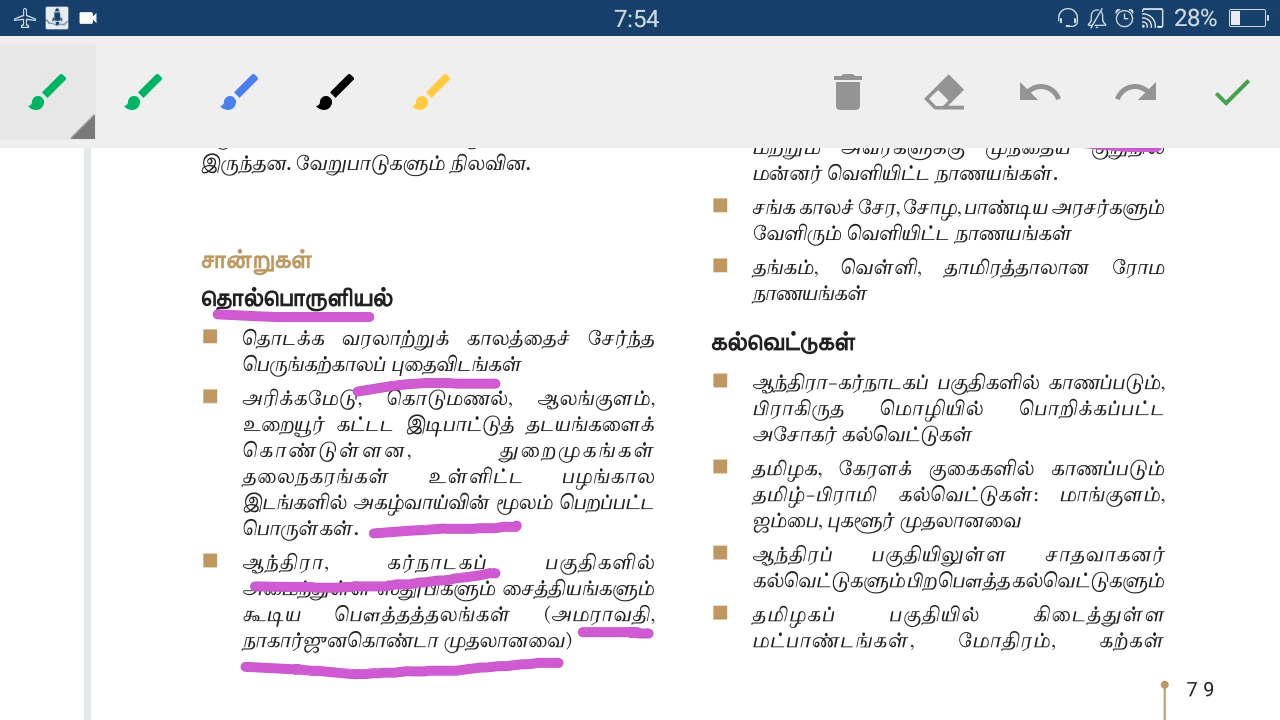 7:54
28%
இருந்தன. வேறுபாடுகளும் நிலவின.
சான்றுகள்
தொல்பொருளியல்
தொடக்க வரலாற்றுக் காலத்தைச் சேர்ந்த
பெருங்கற்காலப் புதைவிடங்கள்
அரிக்கமேடு, கொடுமணல், ஆலங்குளம்,
உறையூர் கட்டட இடிபாட்டுத் தடயங்களைக்
கொண்டுள்ளன, துறைமுகங்கள்
தலைநகரங்கள் உள்ளிட்ட பழங்கால
இடங்களில் அகழ்வாய்வின் மூலம் பெறப்பட்ட
பொருள்கள்.
ஆந்திரா, கர்நாடகப் பகுதிகளில்
அமைந்துள்ள ஸ்தூபிகளும் சைத்தியங்களும்
கூடிய பௌத்தத்தலங்கள் (அமராவதி,
நாகார்ஜுனகொண்டா முதலானவை)
மற்றும் அவர்களுக்கு முந்தைய குறுநில
மன்னர் வெளியிட்ட நாணயங்கள்.
சங்க காலச் சேர, சோழ,பாண்டிய அரசர்களும்
வேளிரும் வெளியிட்ட நாணயங்கள்
தங்கம், வெள்ளி, தாமிரத்தாலான ரோம
நாணயங்கள்
கல்வெட்டுகள்
ஆந்திரா-கர்நாடகப் பகுதிகளில் காணப்படும்,
பிராகிருத மொழியில் பொறிக்கப்பட்ட
அசோகர் கல்வெட்டுகள்
தமிழக, கேரளக் குகைகளில் காணப்படும்
தமிழ்-பிராமி கல்வெட்டுகள்: மாங்குளம்,
ஜம்பை, புகளூர் முதலானவை
ஆந்திரப் பகுதியிலுள்ள சாதவாகனர்
கல்வெட்டுகளும்பிறபௌத்தகல்வெட்டுகளும்
தமிழகப் பகுதியில் கிடைத்துள்ள
மட்பாண்டங்கள், மோதிரம், கற்கள்
79